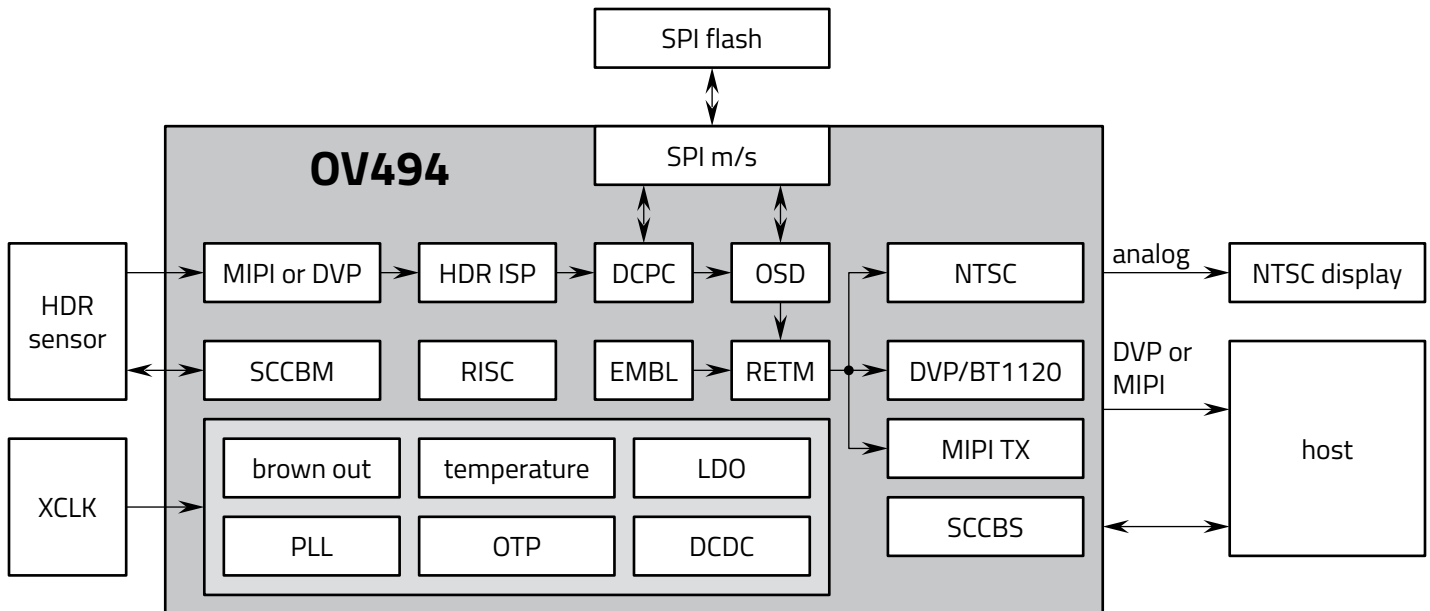 SPI flash
OV494
SPI m/s
HDR
sensor
MIPI or DVP
HDR ISP
DCPC
OSD
NTSC
analog
NTSC display
SCCBM
RISC
EMBL
RETM
DVP/BT1120
DVP or
MIPI
host
XCLK
brown out
temperature
LDO
MIPI TX
PLL
OTP
DCDC
SCCBS